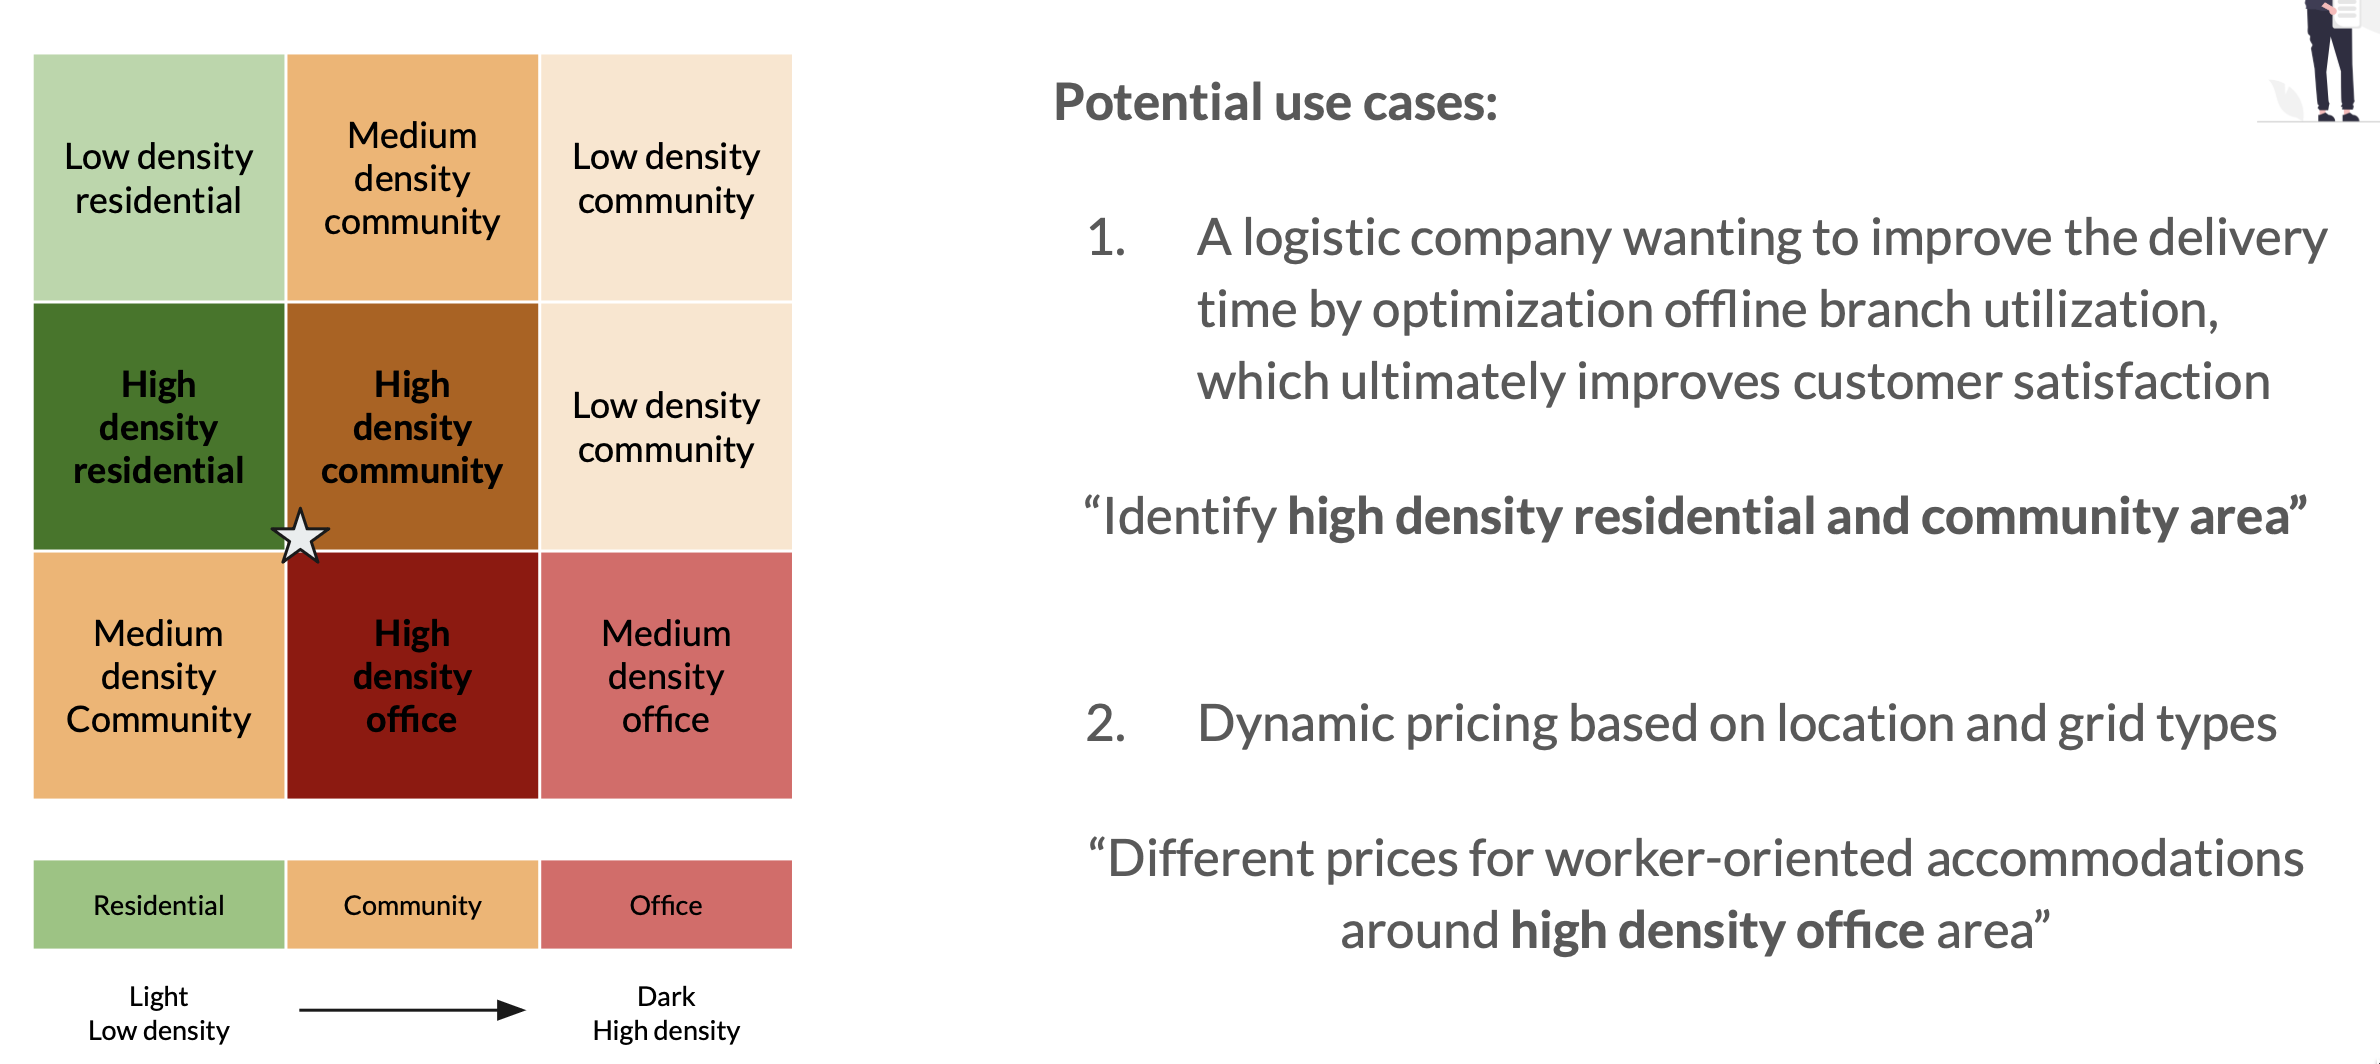 Low density
residential
Medium
density
community
Low density
community
High
density
residential
High
density
community
Low density
community
Medium
density
Community
High
density
office
Medium
density
office
Residential
Community
Office
Light
Low density
Dark
High density
Potential use cases:
1. A logistic company wanting to improve the delivery
time by optimization offline branch utilization,
which ultimately improves customer satisfaction
“Identify high density residential and community area”
2. Dynamic pricing based on location and grid types
“Different prices for worker-oriented accommodations
around high density office area”